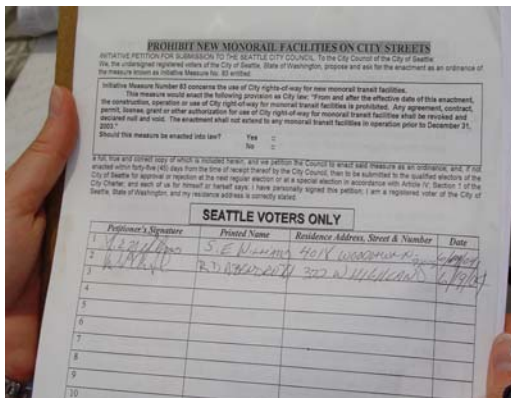 PROHIBIT NEW MONORAIL FACILITIES ON CITY STREETS
INITIATIVE PETITION FOR SUBMISSION TO THE SEATTLE CITY COUNCIL. To the City Council of the City of Seattle:
We, the undersigned registered voters of the City of Seattle, State of Washington, propose and ask for the enactment as an ordinance of
the measure known as Initiative Measure No. 83 entitled:
Initiative Measure Number 83 concerns the use of City rights-of-way for new monorail transit facilities.
This measure would enact the following provision as City law: "From and after the effective date of this enactment,
the construction, operation or use of City right-of-way for monorail transit facilities is prohibited. Any agreement, contract,
permit, license, grant or other authorization for use of City right-of-way for monorail transit facilities shall be revoked and
declared null and void. The enactment shall not extend to any monorail transit facilities in operation prior to December 31,
2003."
Should this measure be enacted into law? Yes
No
a full, true and correct copy of which is included herein, and we petition the Council to enact said measure as an ordinance; and, if not
enacted within forty-five (45) days from the time of receipt thereof by the City Council, then to be submitted to the qualified electors of the
City of Seattle for approval or rejection at the next regular election or at a special election in accordance with Article IV, Section 1 of the
City Charter; and each of us for himself or herself says: I have personally signed this petition; I am a registered voter of the City of
Seattle, State of Washington, and my residence address is correctly stated.
SEATTLE VOTERS ONLY
Petitioner's Signature Printed Name Residence Address, Street & Number Date
1 S. E. 4018
2 322 N HIGHLAND 6/9/04
3
4
5
6
7
8
9
10